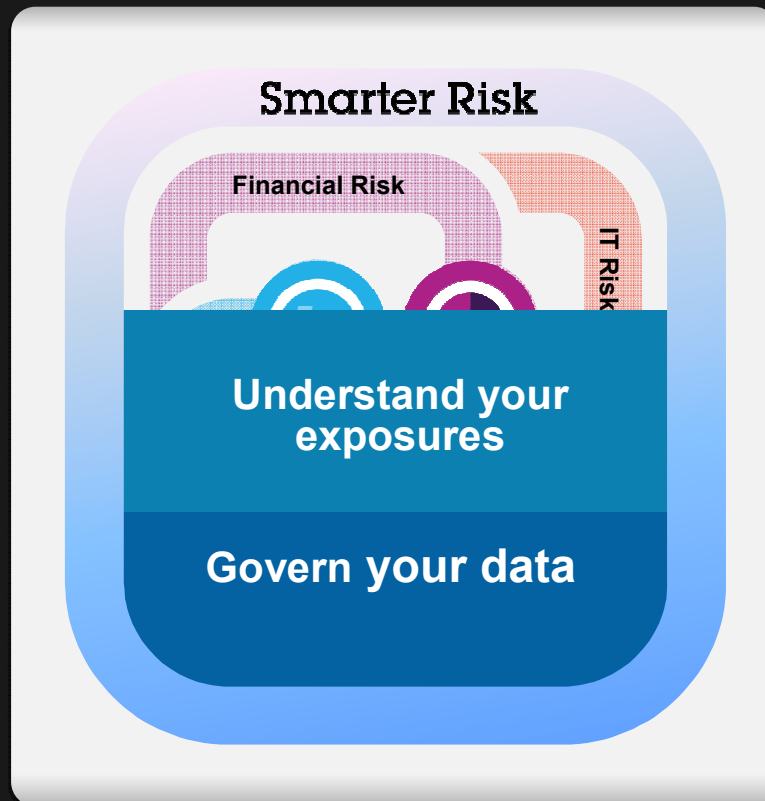 Smarter Risk
Financial Risk
IT Risk
Understand your
exposures
Govern your data